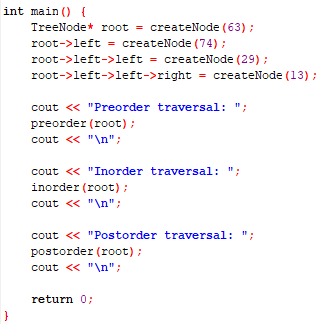 int main() {
    TreeNode* root = createNode(63);
    root->left = createNode(74);
    root->left->left = createNode(29);
    root->left->left->right = createNode(13);

    cout << "Preorder traversal: ";
    preorder(root);
    cout << "\n";

    cout << "Inorder traversal: ";
    inorder(root);
    cout << "\n";

    cout << "Postorder traversal: ";
    postorder(root);
    cout << "\n";

    return 0;
}